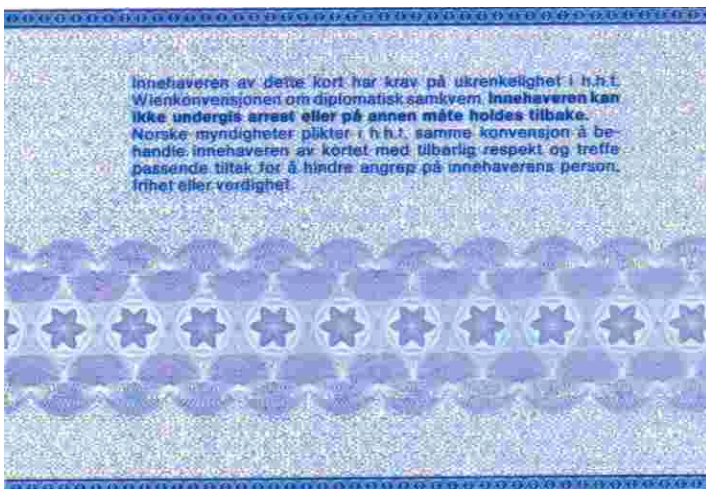 Innehaveren av dette kort har krav på ukrenkelighet i h.h.t.
Wienkonvensjonen om diplomatisk samkvem. Innehaveren kan
ikke undergis arrest eller på annen måte holdes tilbake.
Norske myndigheter plikter i h.h.t. samme konvensjon å be-
handle innehaveren av kortet med tilbørlig respekt og treffe
passende tiltak for å hindre angrep på innehaverens person,
frihet eller verdighet.